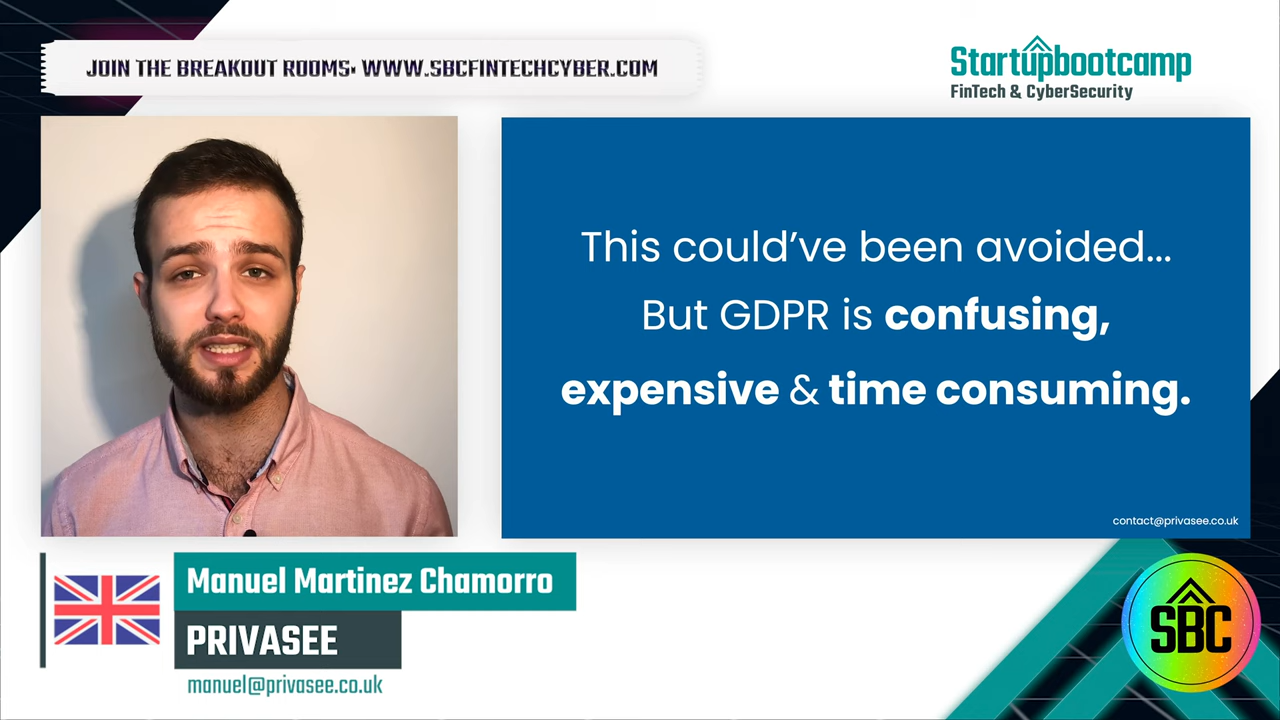 JOIN THE BREAKOUT ROOMS: WWW.SBCFINTECHCYBER.COM
Startupbootcamp
FinTech & CyberSecurity
This could’ve been avoided...
But GDPR is confusing,
expensive & time consuming.
contact@privasee.co.uk
Manuel Martinez Chamorro
PRIVASEE
manuel@privasee.co.uk
SBC